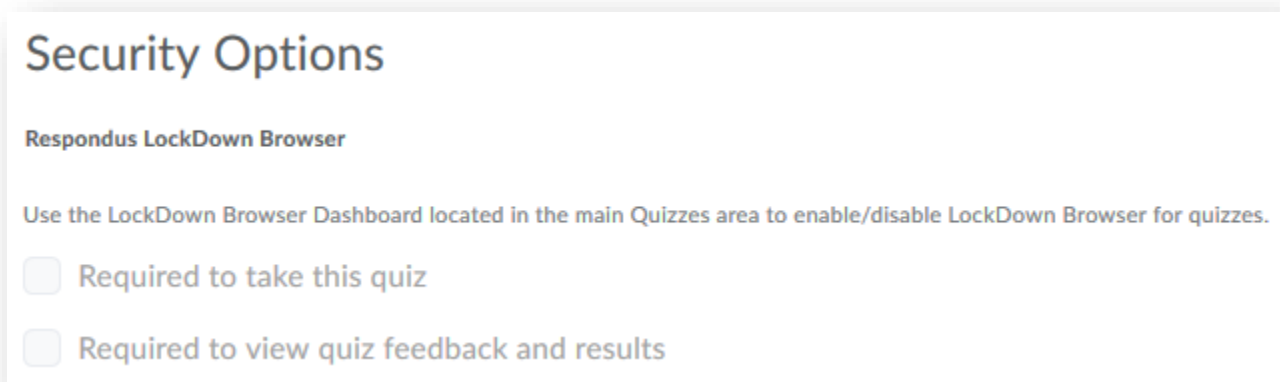 Security Options
Respondus LockDown Browser
Use the LockDown Browser Dashboard located in the main Quizzes area to enable/disable LockDown Browser for quizzes.
Required to take this quiz
Required to view quiz feedback and results